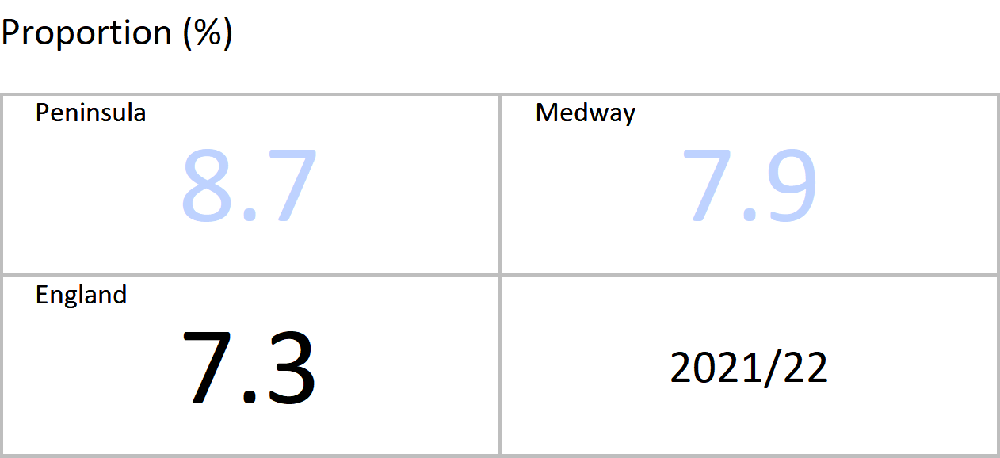 Proportion (%)
Peninsula
8.7
Medway
7.9
England
7.3
2021/22